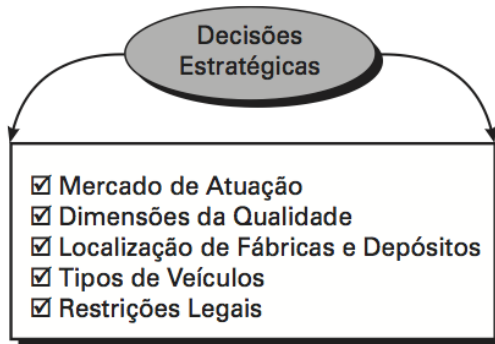 Decisões
Estratégicas
☑ Mercado de Atuação
☑ Dimensões da Qualidade
☑ Localização de Fábricas e Depósitos
☑ Tipos de Veículos
☑ Restrições Legais